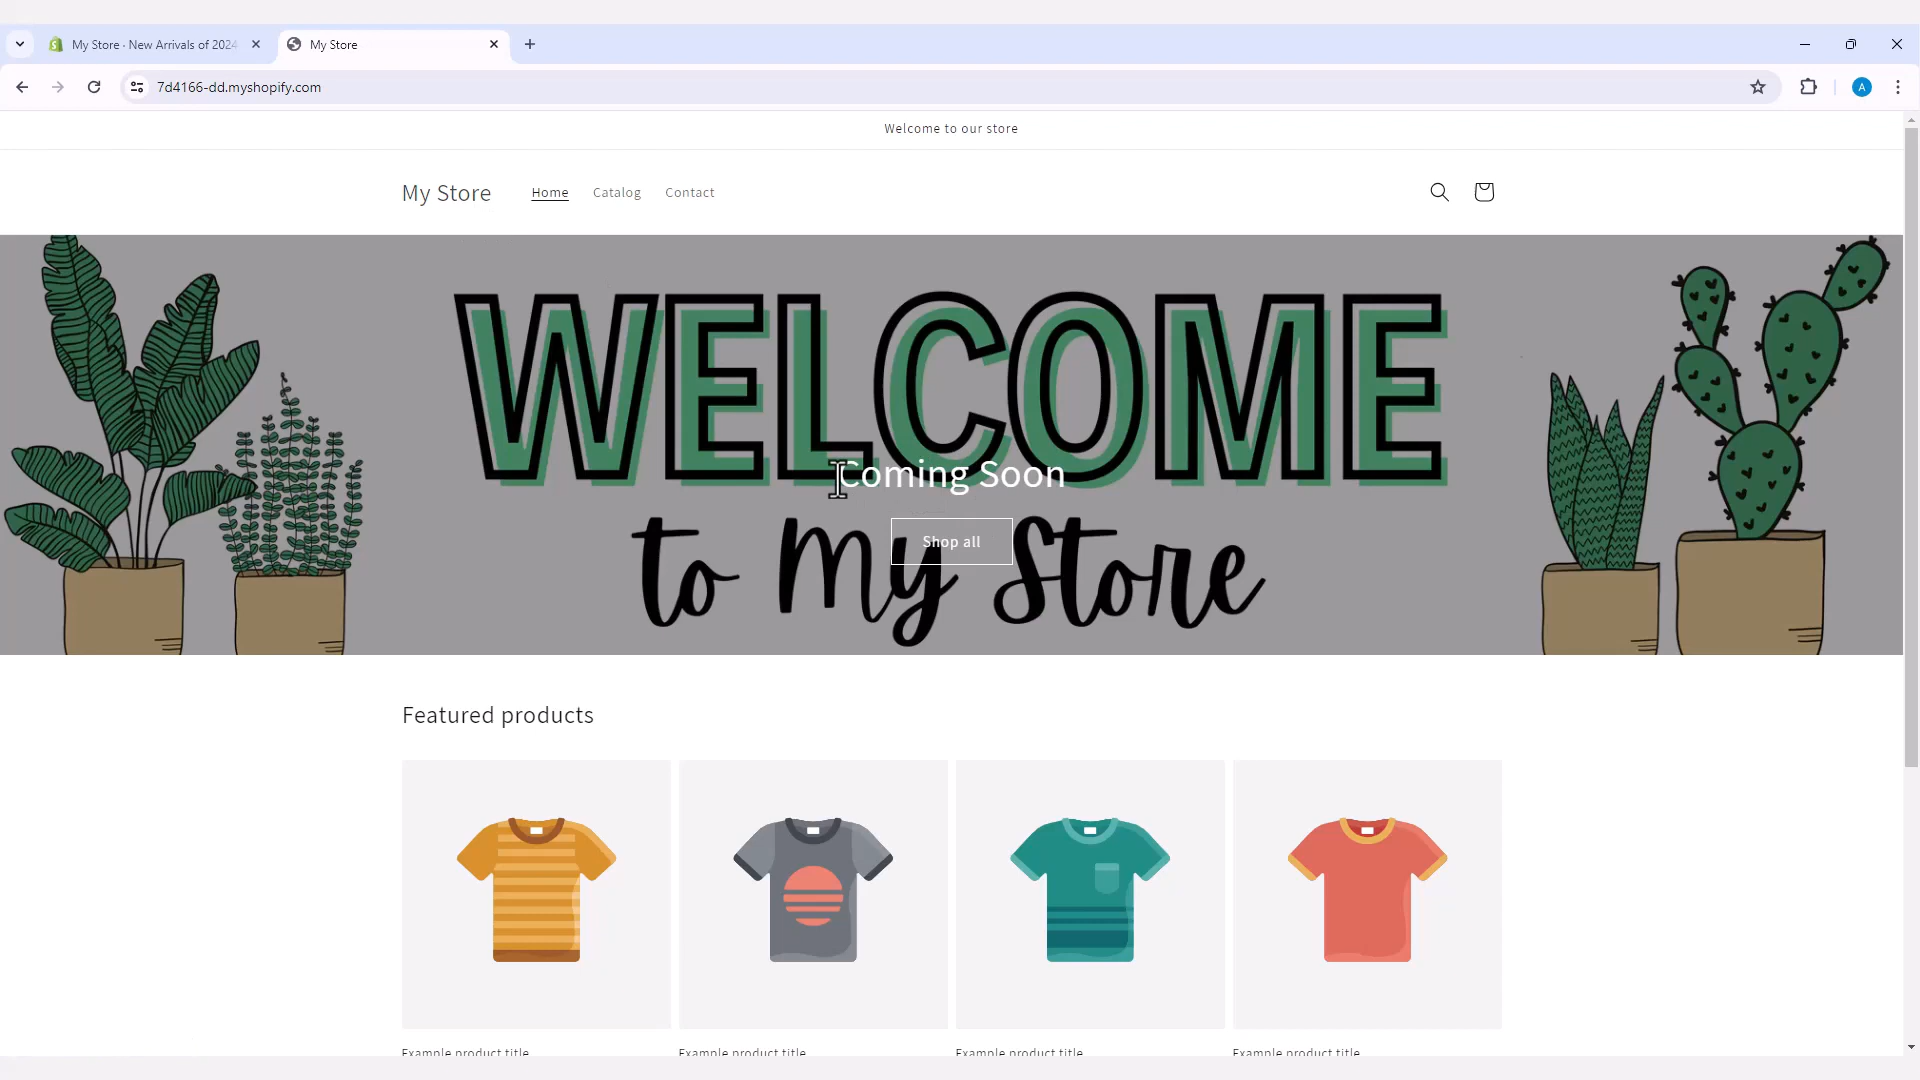 My Store · New Arrivals of 2024
My Store
7d4166-dd.myshopify.com
A
Welcome to our store
My Store
Home
Catalog
Contact
WELCOME
Coming Soon
Shop all
to My Store
Featured products
Example product title
Example product title
Example product title
Example product title